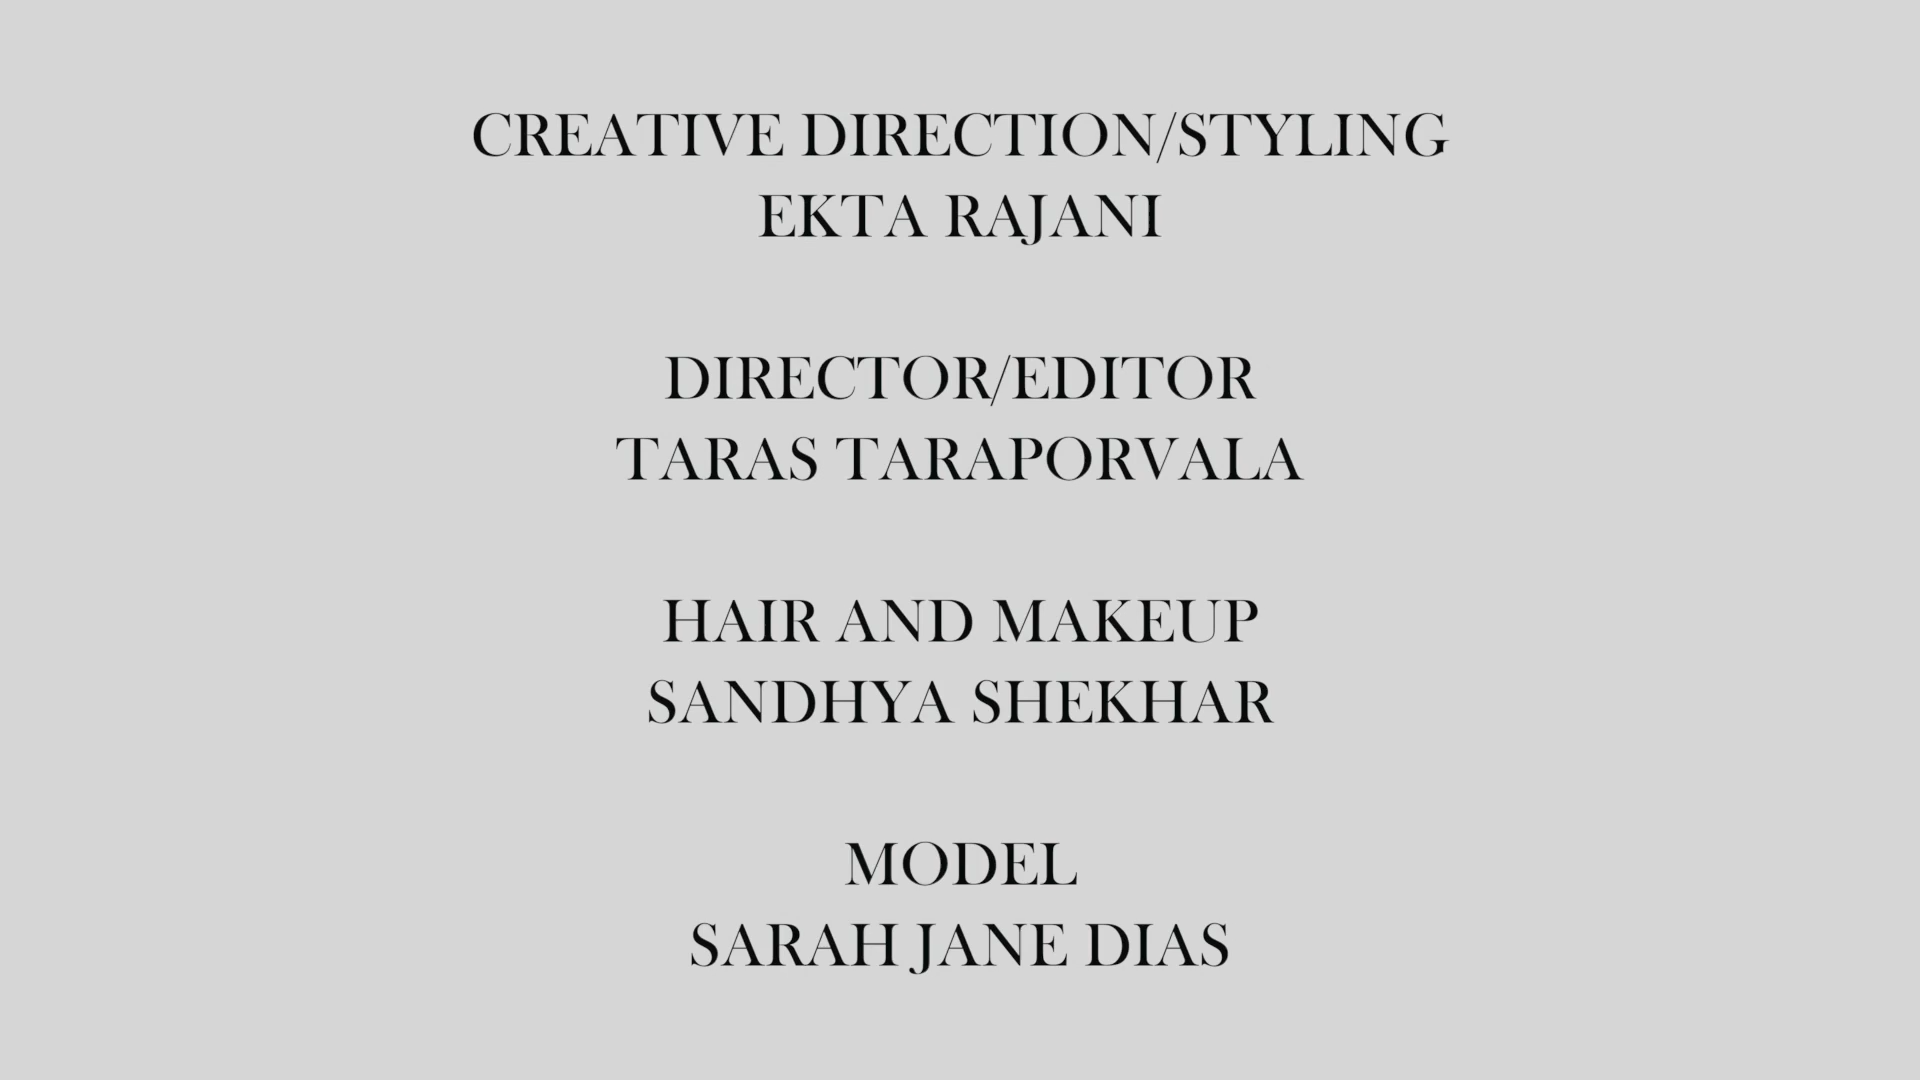 CREATIVE DIRECTION/STYLING
EKTA RAJANI
DIRECTOR/EDITOR
TARAS TARAPORVALA
HAIR AND MAKEUP
SANDHYA SHEKHAR
MODEL
SARAH JANE DIAS